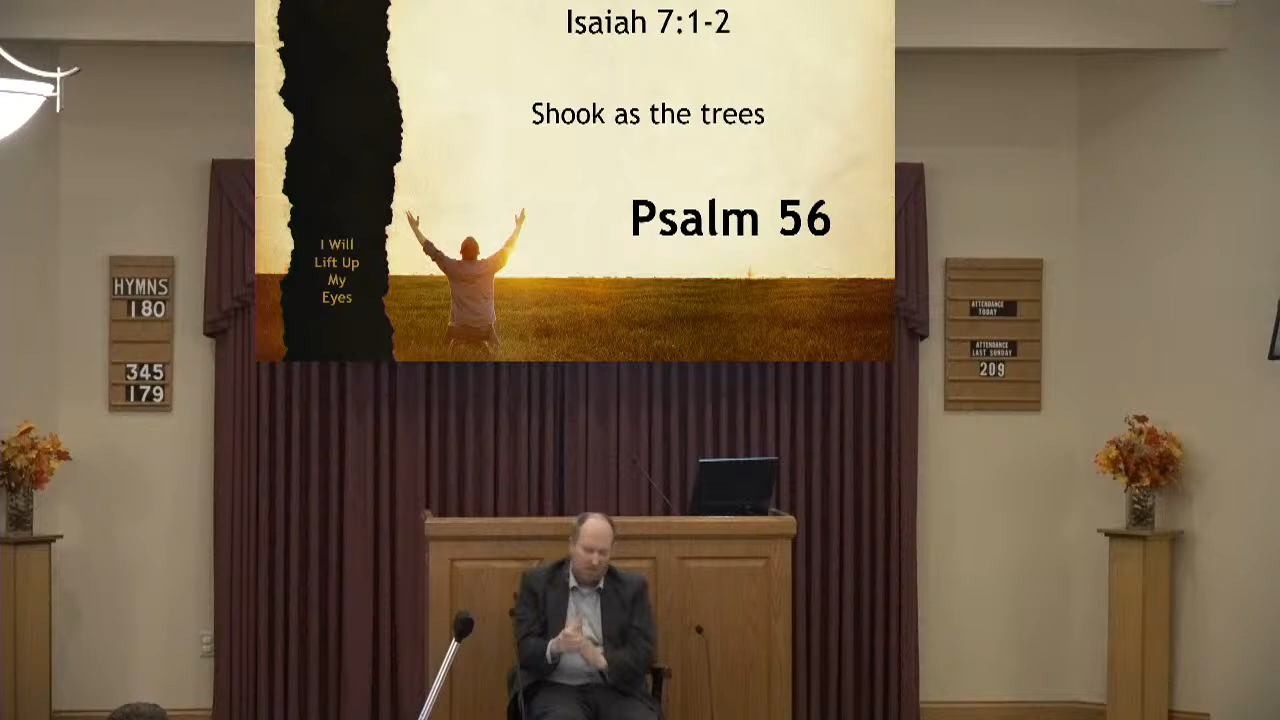 Isaiah 7:1-2
Shook as the trees
Psalm 56
I Will
Lift Up
My
Eyes
HYMNS
180
345
179
ATTENDANCE
TODAY
ATTENDANCE
LAST SUNDAY
209